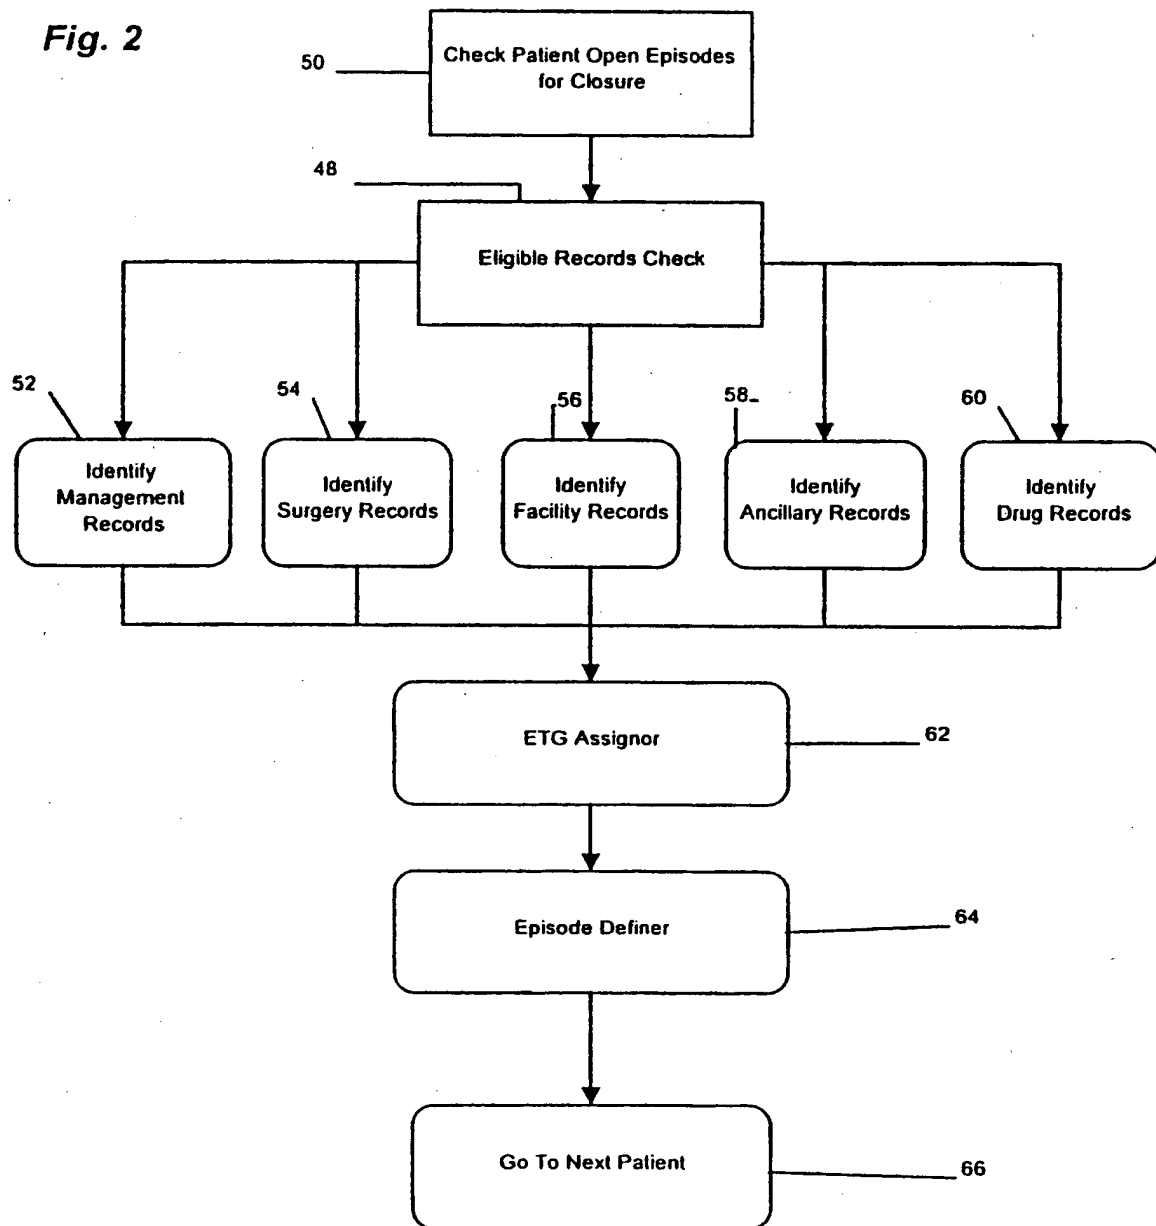 Fig. 2
50
Check Patient Open Episodes
for Closure
48
Eligible Records Check
52
54
56
58
60
Identify
Management
Records
Identify
Surgery Records
Identify
Facility Records
Identify
Ancillary Records
Identify
Drug Records
ETG Assignor
62
Episode Definer
64
Go To Next Patient
66